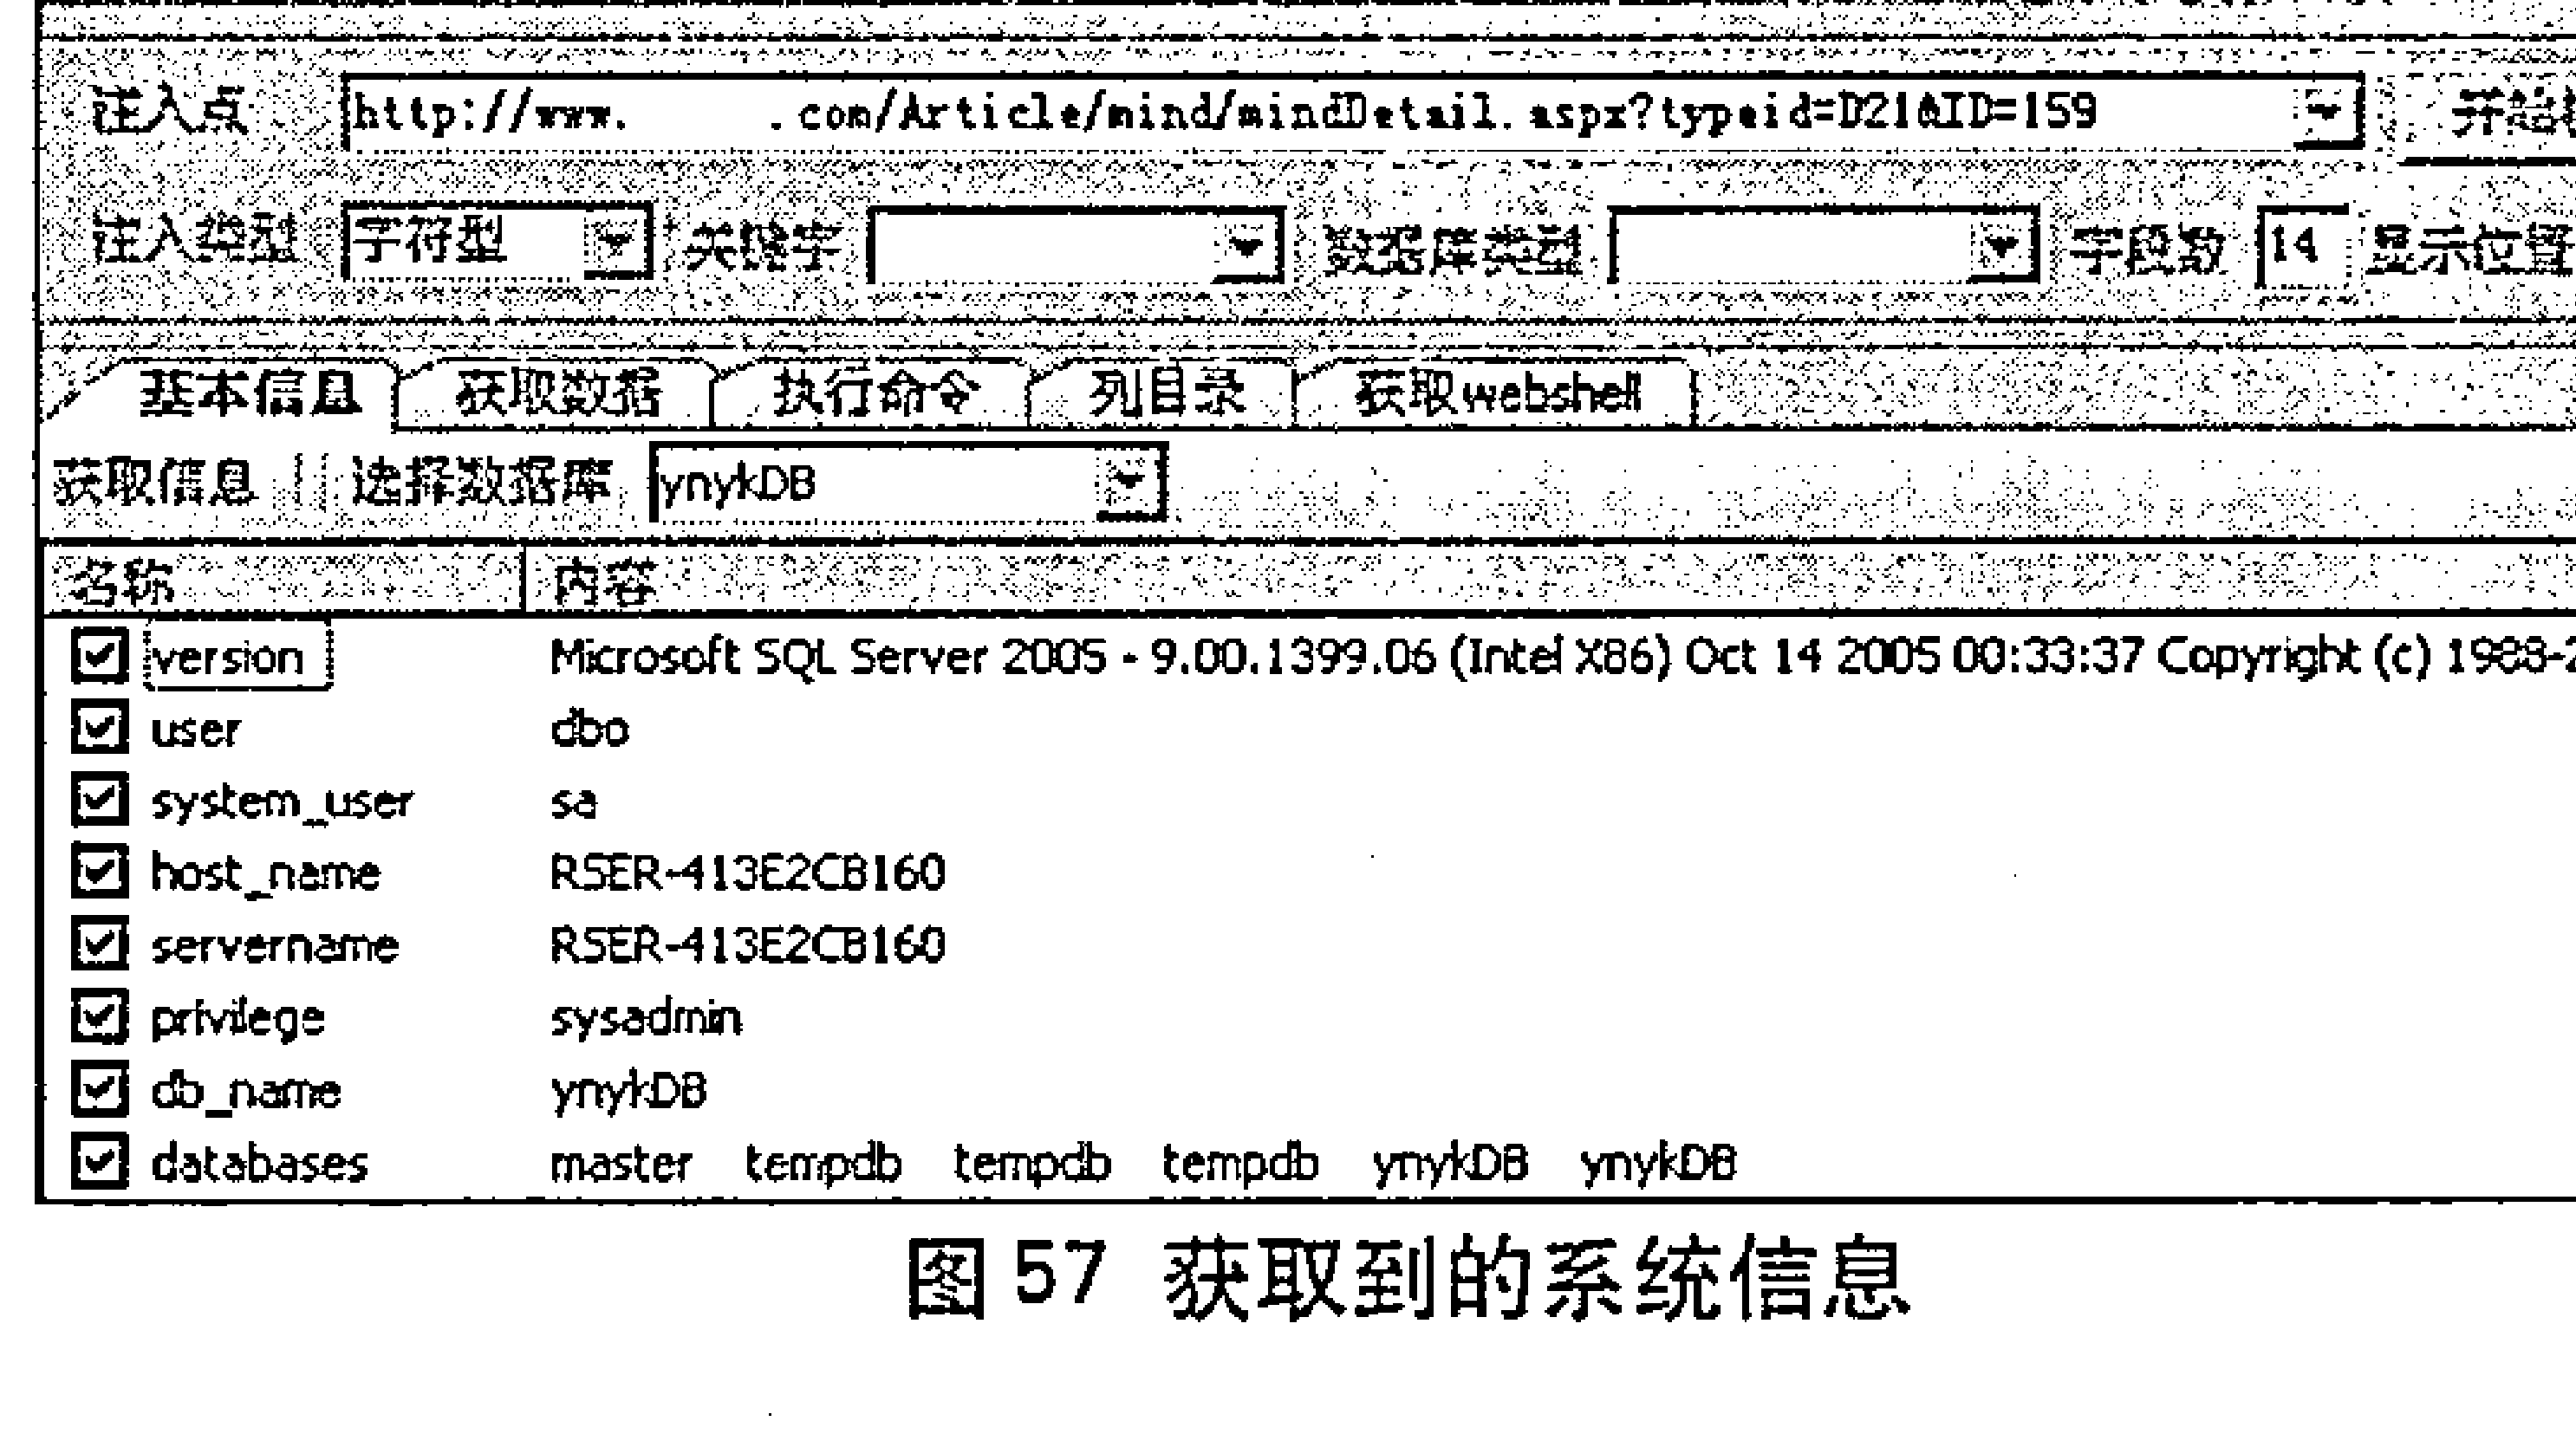 注入点 http://www. .com/Article/mind/mindDetail.aspx?typeid=D21&ID=159
注入类型 字符型 关键字 数据库类型 字段数 14 显示位置
基本信息 获取数据 执行命令 列目录 获取webshell
获取信息 选择数据库 ynykDB
名称 内容
version Microsoft SQL Server 2005 - 9.00.1399.06 (Intel X86) Oct 14 2005 00:33:37 Copyright (c) 1988-2
user dbo
system_user sa
host_name RSER-413E2CB160
servername RSER-413E2CB160
privilege sysadmin
db_name ynykDB
databases master tempdb tempdb tempdb ynykDB ynykDB
图 57 获取到的系统信息